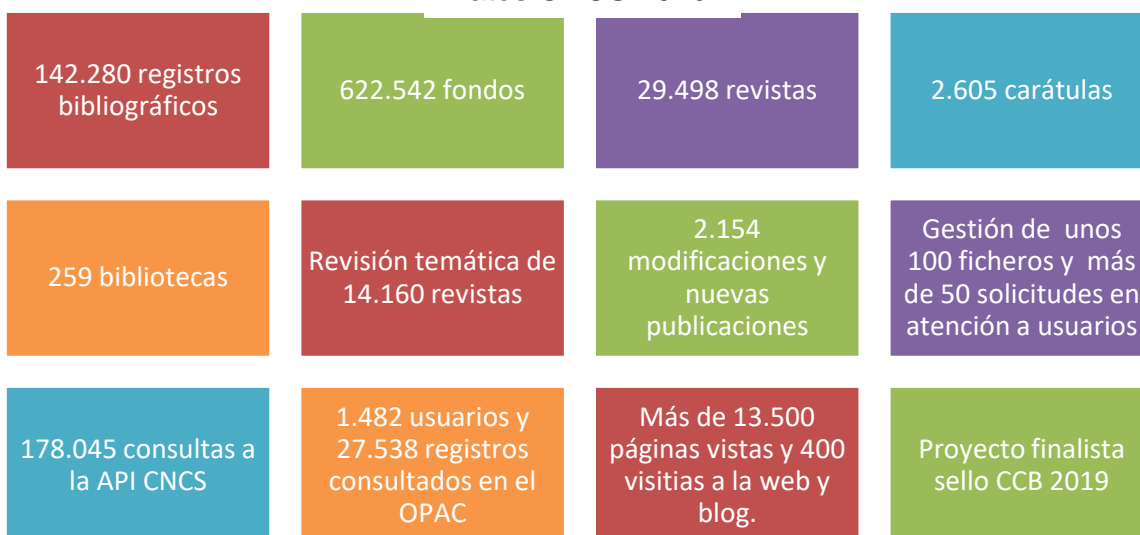 142.280 registros
bibliográficos
622.542 fondos
29.498 revistas
2.605 carátulas
259 bibliotecas
Revisión temática de
14.160 revistas
2.154
modificaciones y
nuevas
publicaciones
Gestión de unos
100 ficheros y más
de 50 solicitudes en
atención a usuarios
178.045 consultas a
la API CNCS
1.482 usuarios y
27.538 registros
consultados en el
OPAC
Más de 13.500
páginas vistas y 400
visitias a la web y
blog.
Proyecto finalista
sello CCB 2019